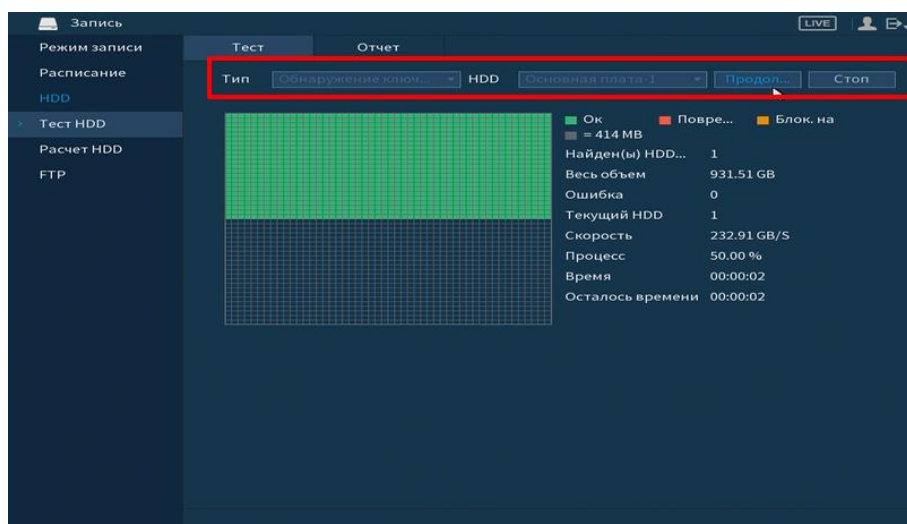 Запись
LIVE
Режим записи
Расписание
HDD
Тест HDD
Расчет HDD
FTP
Тест Отчет
Тип Обнаружение ключ... HDD Основная плата-1 Продол... Стоп
Ок Повре... Блок. на
= 414 MB
Найден(ы) HDD... 1
Весь объем 931.51 GB
Ошибка 0
Текущий HDD 1
Скорость 232.91 GB/S
Процесс 50.00 %
Время 00:00:02
Осталось времени 00:00:02